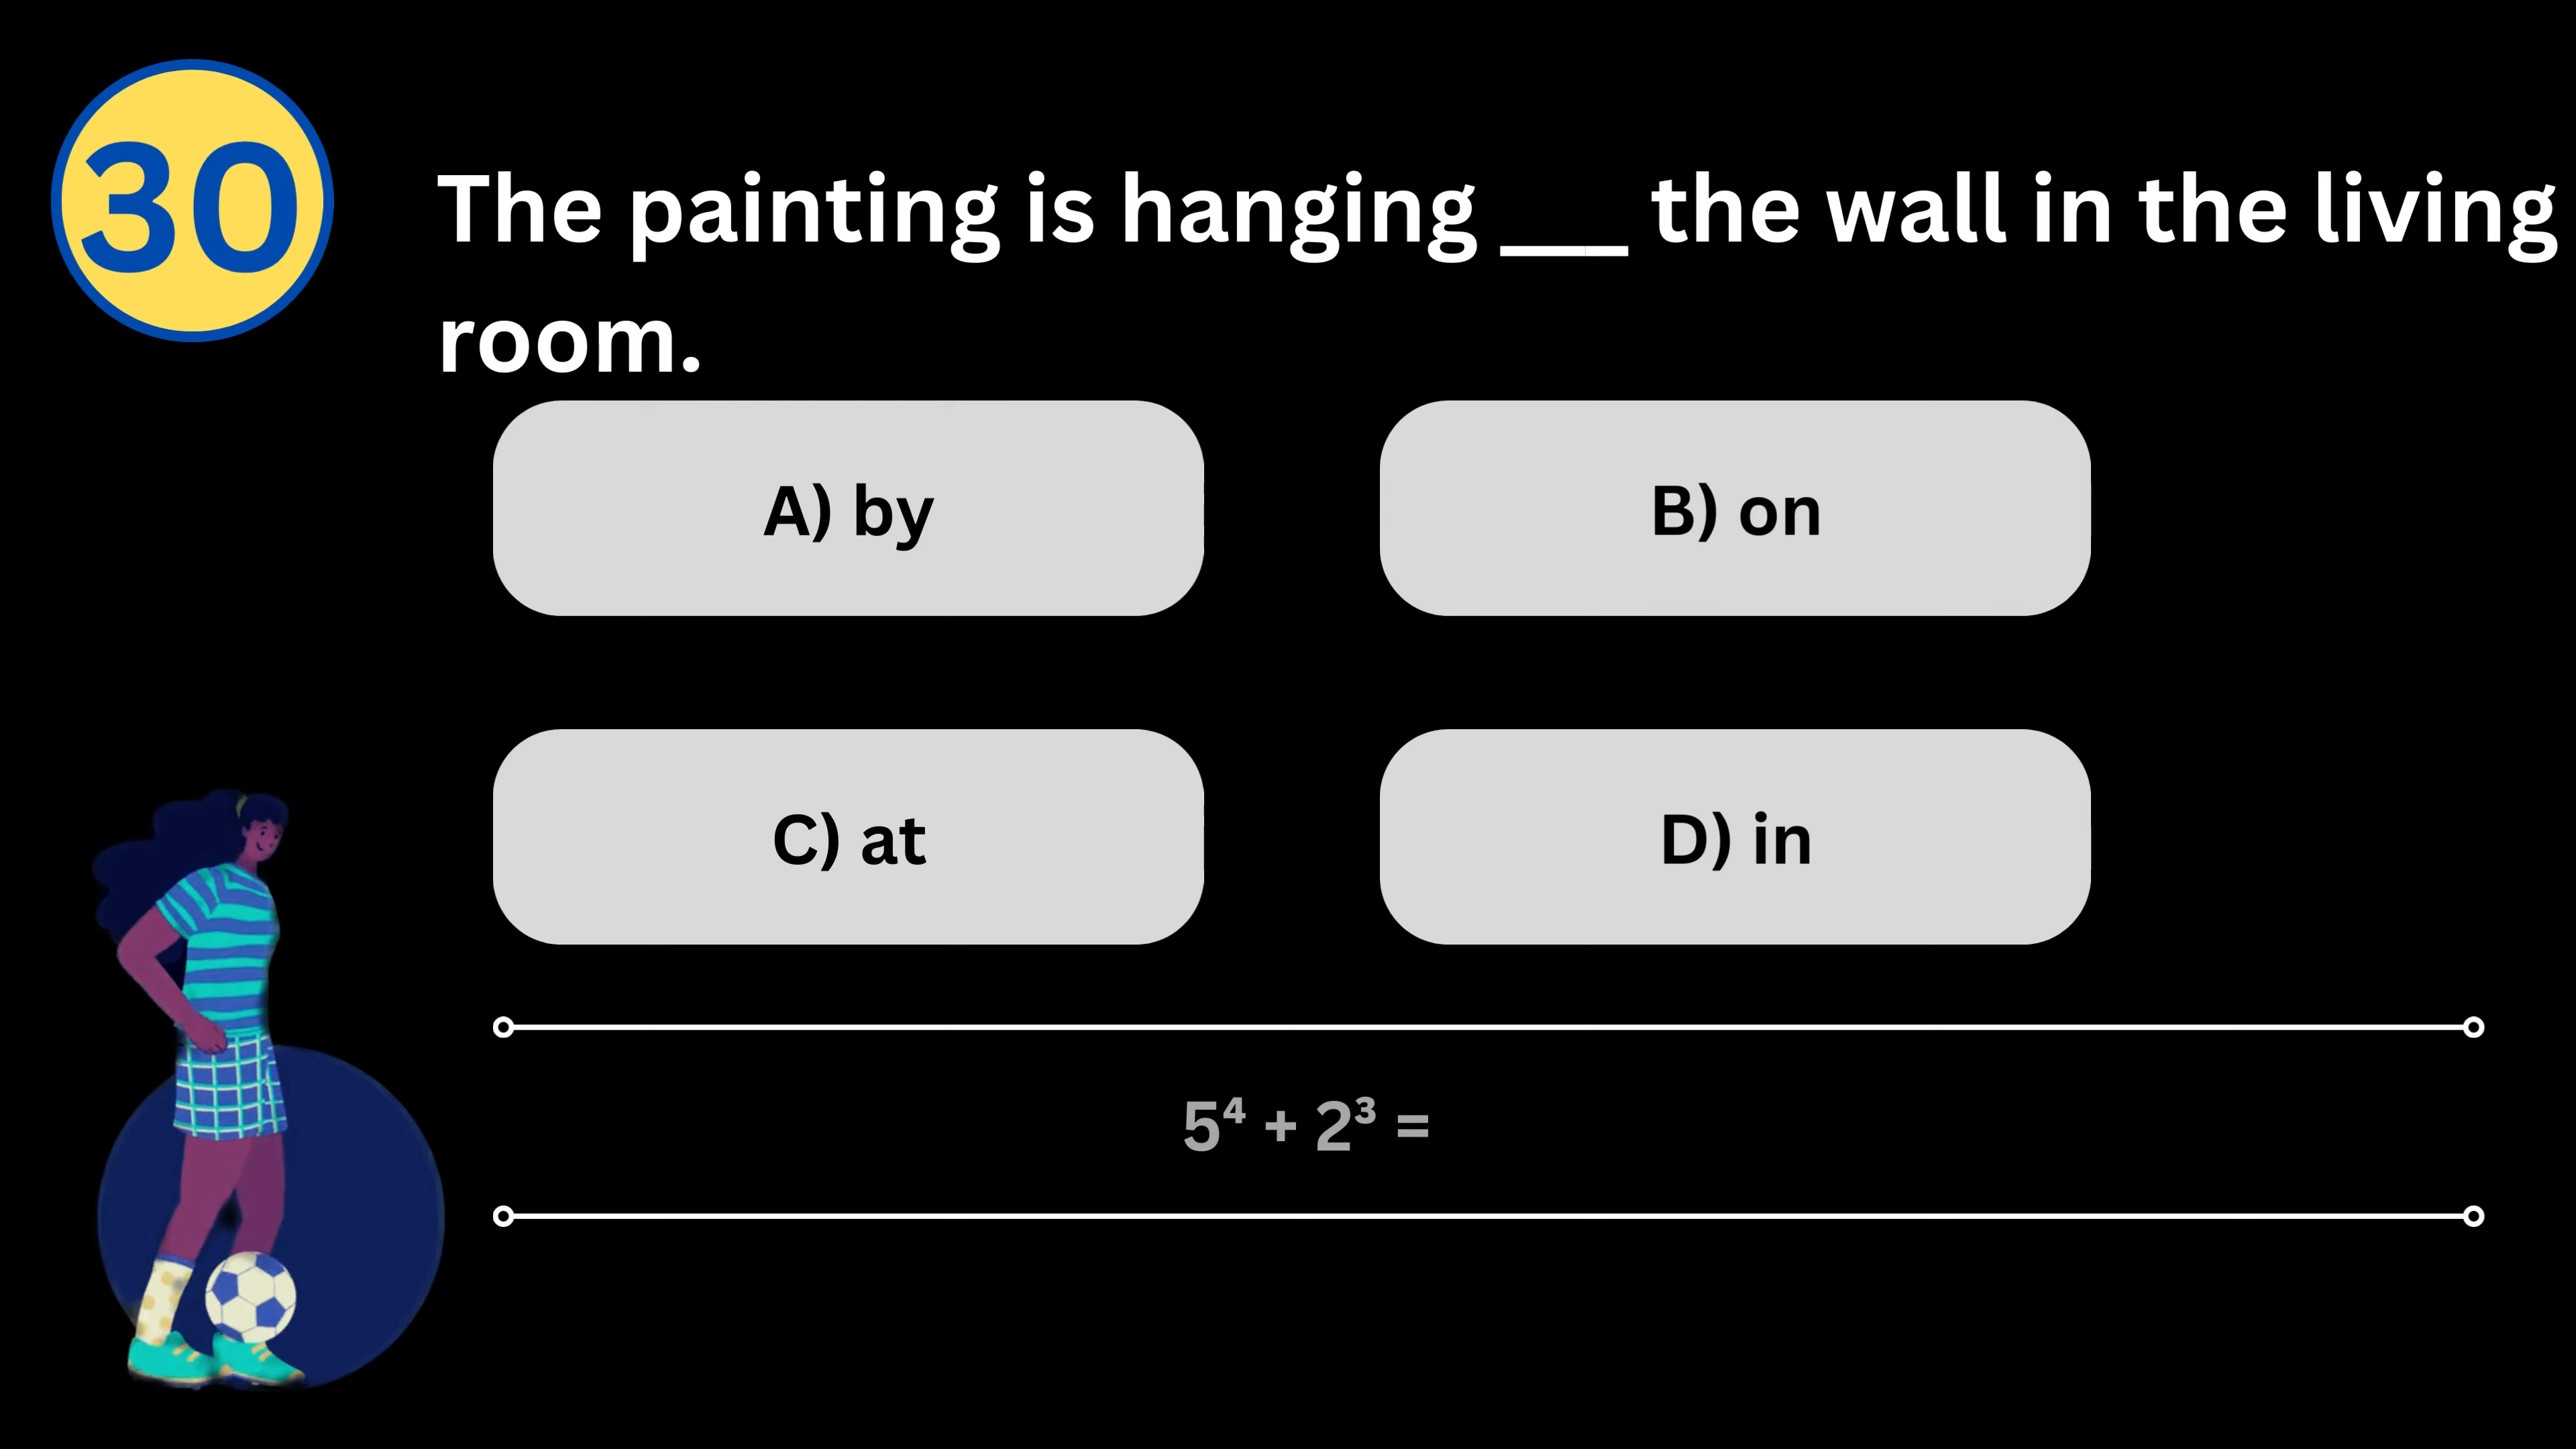 30
The painting is hanging ___ the wall in the living
room.
A) by
B) on
C) at
D) in
5⁴ + 2³ =